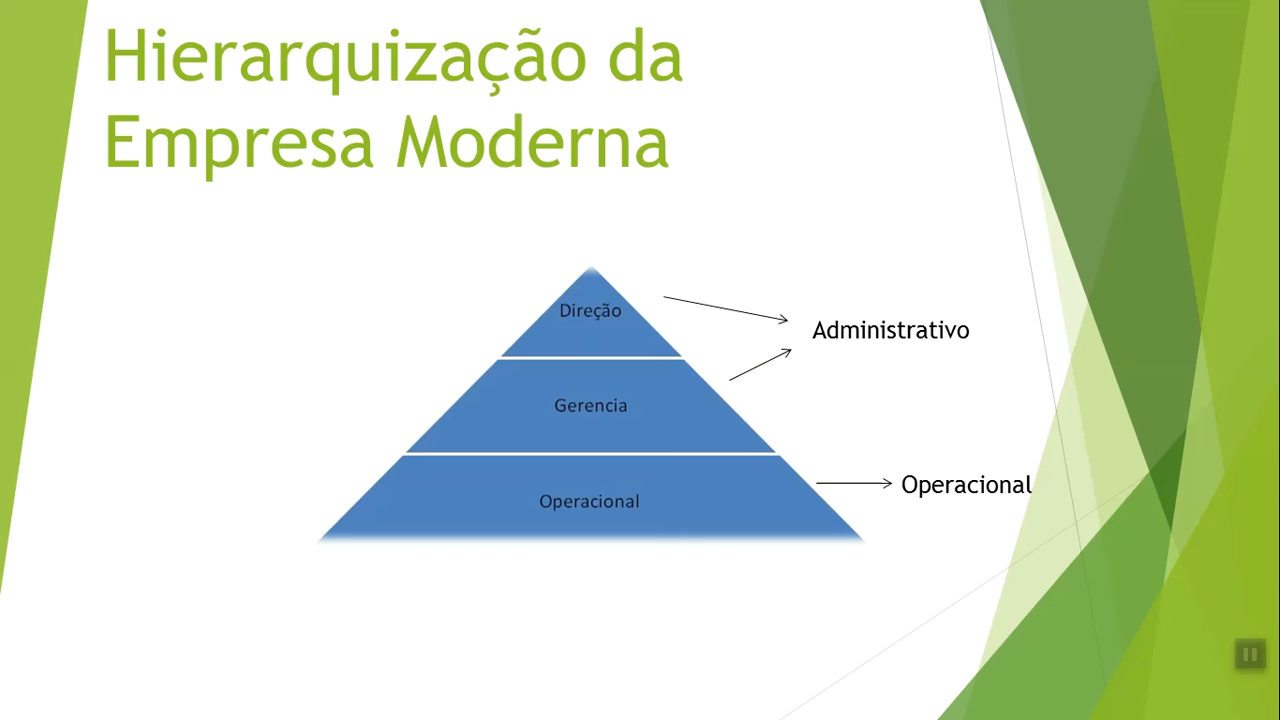 Hierarquização da
Empresa Moderna
Direção
Administrativo
Gerencia
Operacional
Operacional